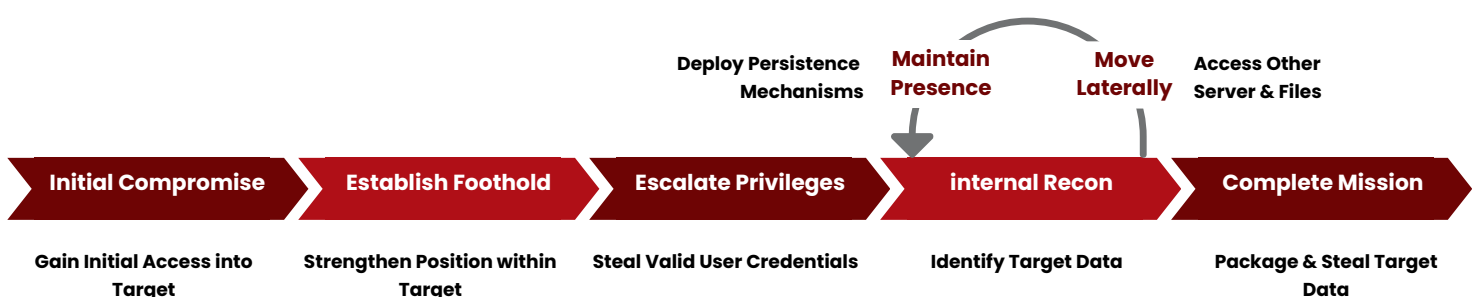 Deploy Persistence
Mechanisms
Maintain
Presence
Move
Laterally
Access Other
Server & Files
Initial Compromise
Establish Foothold
Escalate Privileges
internal Recon
Complete Mission
Gain Initial Access into
Target
Strengthen Position within
Target
Steal Valid User Credentials
Identify Target Data
Package & Steal Target
Data